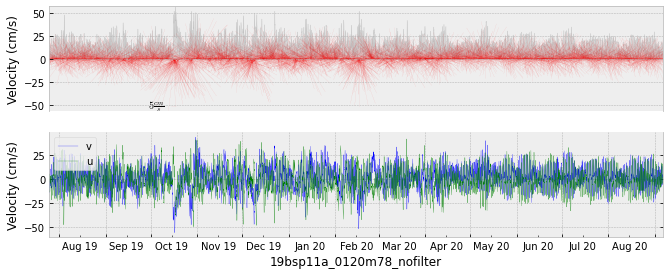 Velocity (cm/s)
50
25
0
−25
−50
5 cm/s
Velocity (cm/s)
25
0
−25
−50
v
u
Aug 19 Sep 19 Oct 19 Nov 19 Dec 19 Jan 20 Feb 20 Mar 20 Apr 20 May 20 Jun 20 Jul 20 Aug 20
19bsp11a_0120m78_nofilter